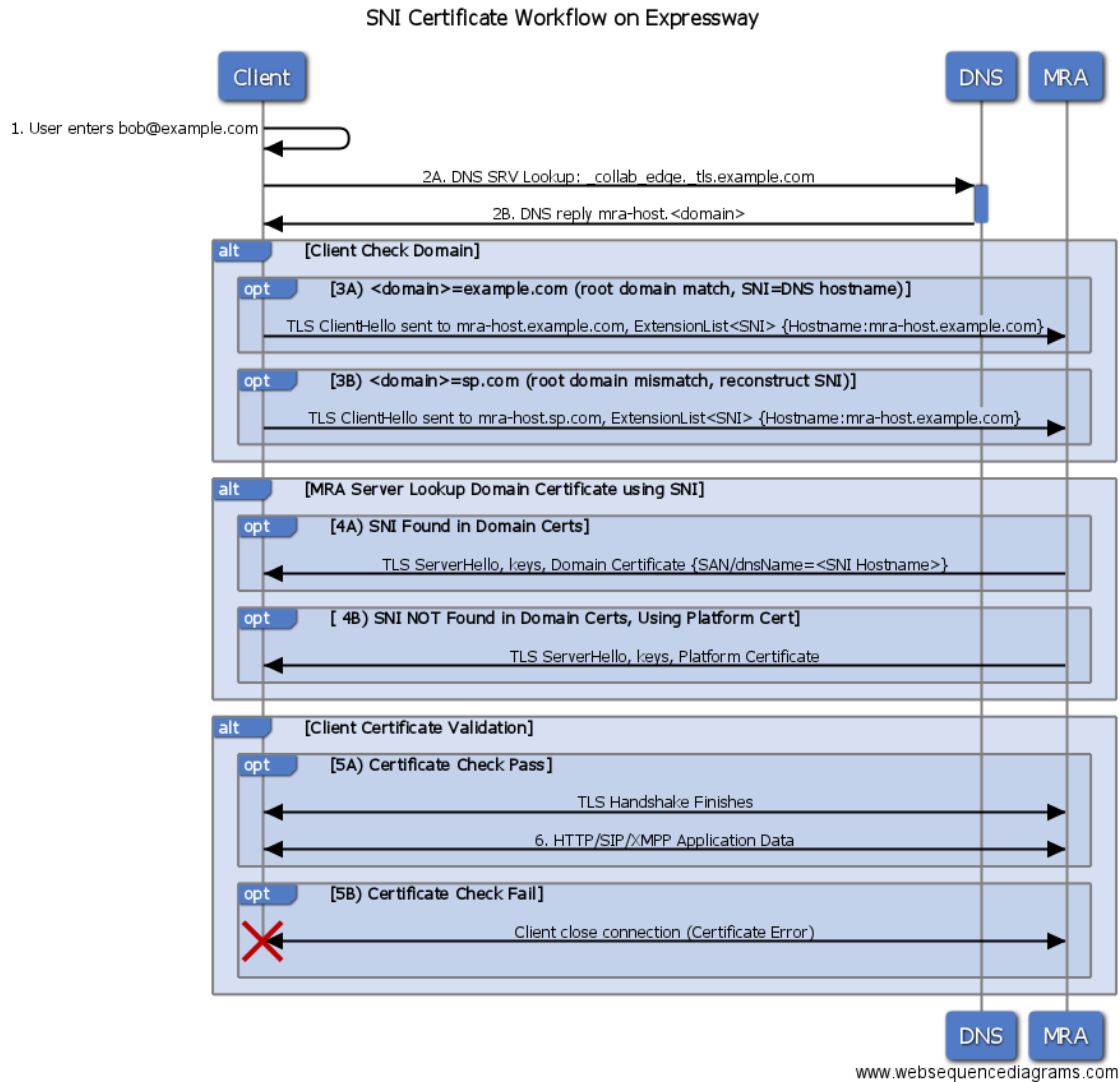 SNI Certificate Workflow on Expressway
Client
DNS
MRA
1. User enters bob@example.com
2A. DNS SRV Lookup: _collab_edge._tls.example.com
2B. DNS reply mra-host.<domain>
alt
[Client Check Domain]
opt
[3A) <domain>=example.com (root domain match, SNI=DNS hostname)]
TLS ClientHello sent to mra-host.example.com, ExtensionList<SNI> {Hostname:mra-host.example.com}
opt
[3B) <domain>=sp.com (root domain mismatch, reconstruct SNI)]
TLS ClientHello sent to mra-host.sp.com, ExtensionList<SNI> {Hostname:mra-host.example.com}
alt
[MRA Server Lookup Domain Certificate using SNI]
opt
[4A) SNI Found in Domain Certs]
TLS ServerHello, keys, Domain Certificate {SAN/dnsName=<SNI Hostname>}
opt
[ 4B) SNI NOT Found in Domain Certs, Using Platform Cert]
TLS ServerHello, keys, Platform Certificate
alt
[Client Certificate Validation]
opt
[5A) Certificate Check Pass]
TLS Handshake Finishes
6. HTTP/SIP/XMPP Application Data
opt
[5B) Certificate Check Fail]
Client close connection (Certificate Error)
DNS
MRA
www.websequencediagrams.com